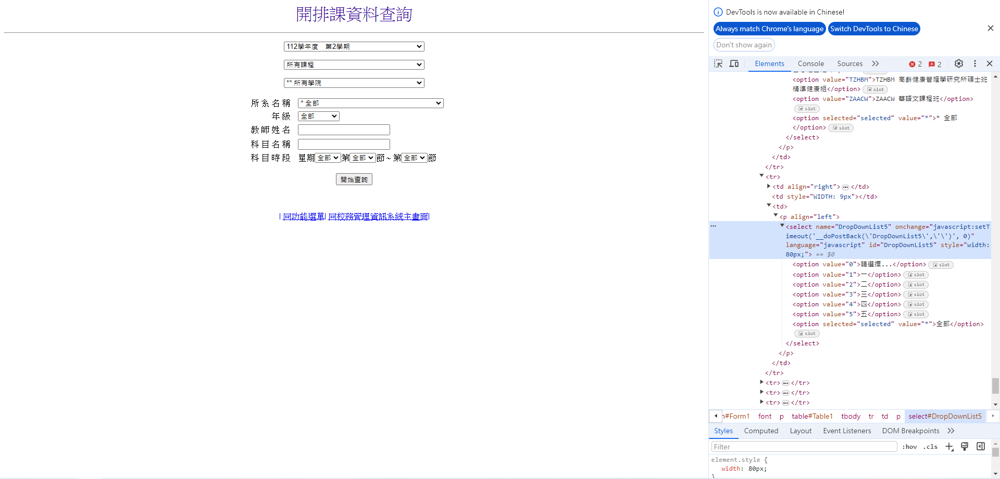 開排課資料查詢
112學年度 第2學期
所有課程
** 所有學院
所系名稱 * 全部
年級 全部
教師姓名
科目名稱
科目時段 星期 全部 第 全部 節 ~ 第 全部 節
開始查詢
| 回功能選單| 回校務管理資訊系統主畫面|
DevTools is now available in Chinese!
Always match Chrome's language
Switch DevTools to Chinese
Don't show again
Elements Console Sources 2 2
<option value="TZHBM">TZHBM 高齡健康管理學研究所碩士班
精準健康組</option> slot
<option value="ZAACW">ZAACW 華語文課程班</option>
slot
<option selected="selected" value="*">* 全部
</option> slot
</select>
</p>
</td>
</tr>
<tr>
<td align="right">…</td>
<td style="WIDTH: 9px"></td>
<td>
<p align="left">
<select name="DropDownList5" onchange="javascript:setT
imeout('__doPostBack(\'DropDownList5\',\'\')', 0)"
language="javascript" id="DropDownList5" style="width:
80px;"> == $0
<option value="0">請選擇...</option> slot
<option value="1">一</option> slot
<option value="2">二</option> slot
<option value="3">三</option> slot
<option value="4">四</option> slot
<option value="5">五</option> slot
<option selected="selected" value="*">全部</option>
slot
</select>
</p>
</td>
</tr>
<tr>…</tr>
<tr>…</tr>
<tr>…</tr>
#Form1 font p table#Table1 tbody tr td p select#DropDownList5
Styles Computed Layout Event Listeners DOM Breakpoints
Filter :hov .cls
element.style {
width: 80px;
}